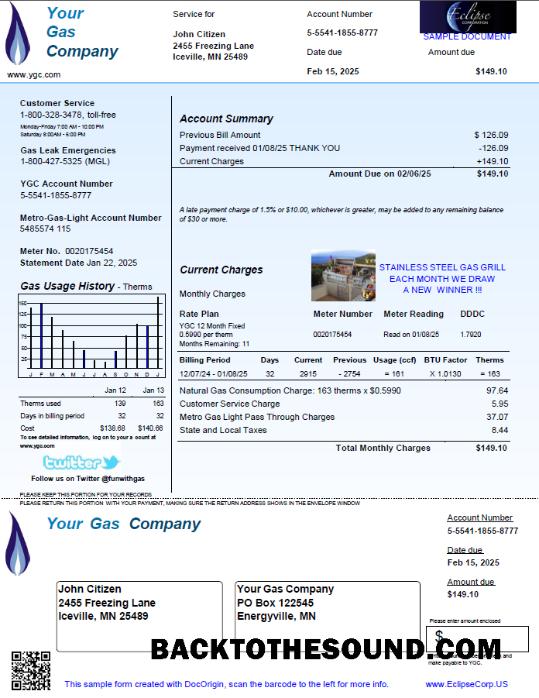 Your
Gas
Company
www.ygc.com
Service for
John Citizen
2455 Freezing Lane
Iceville, MN 25489
Account Number
5-5541-1855-8777
Date due
Feb 15, 2025
Eclipse
CORPORATION
SAMPLE DOCUMENT
Amount due
$149.10
Customer Service
1-800-328-3478, toll-free
Monday-Friday 7:00 AM - 10:00 PM
Saturday 8:00AM - 5:00 PM
Gas Leak Emergencies
1-800-427-5325 (MGL)
YGC Account Number
5-5541-1855-8777
Metro-Gas-Light Account Number
5485574 115
Meter No. 0020175454
Statement Date Jan 22, 2025
Gas Usage History - Therms
150
125
100
75
50
25
0
J F M A M J J A S O N D J
Jan 12 Jan 13
Therms used 139 163
Days in billing period 32 32
Cost $138.68 $140.66
To see detailed information, log on to your a ount at
www.ygc.com
twitter
Follow us on Twitter @funwithgas
Account Summary
Previous Bill Amount $ 126.09
Payment received 01/08/25 THANK YOU -126.09
Current Charges +149.10
Amount Due on 02/06/25 $149.10
A late payment charge of 1.5% or $10.00, whichever is greater, may be added to any remaining balance
of $30 or more.
Current Charges
Monthly Charges
STAINLESS STEEL GAS GRILL
EACH MONTH WE DRAW
A NEW WINNER !!!
Rate Plan Meter Number Meter Reading DDDC
YGC 12 Month Fixed
0.5990 per therm 0020175454 Read on 01/08/25 1.7920
Months Remaining: 11
Billing Period Days Current Previous Usage (ccf) BTU Factor Therms
12/07/24 - 01/08/25 32 2915 - 2754 = 161 X 1.0130 = 163
Natural Gas Consumption Charge: 163 therms x $0.5990 97.64
Customer Service Charge 5.95
Metro Gas Light Pass Through Charges 37.07
State and Local Taxes 8.44
Total Monthly Charges $149.10
PLEASE KEEP THIS PORTION FOR YOUR RECORDS
PLEASE RETURN THIS PORTION WITH YOUR PAYMENT, MAKING SURE THE RETURN ADDRESS SHOWS IN THE ENVELOPE WINDOW
Your Gas Company
Account Number
5-5541-1855-8777
Date due
Feb 15, 2025
Amount due
$149.10
John Citizen
2455 Freezing Lane
Iceville, MN 25489
Your Gas Company
PO Box 122545
Energyville, MN
Please enter amount enclosed
$
BACKTOTHESOUND.COM
make payable to YGC.
This sample form created with DocOrigin, scan the barcode to the left for more info.
www.EclipseCorp.US